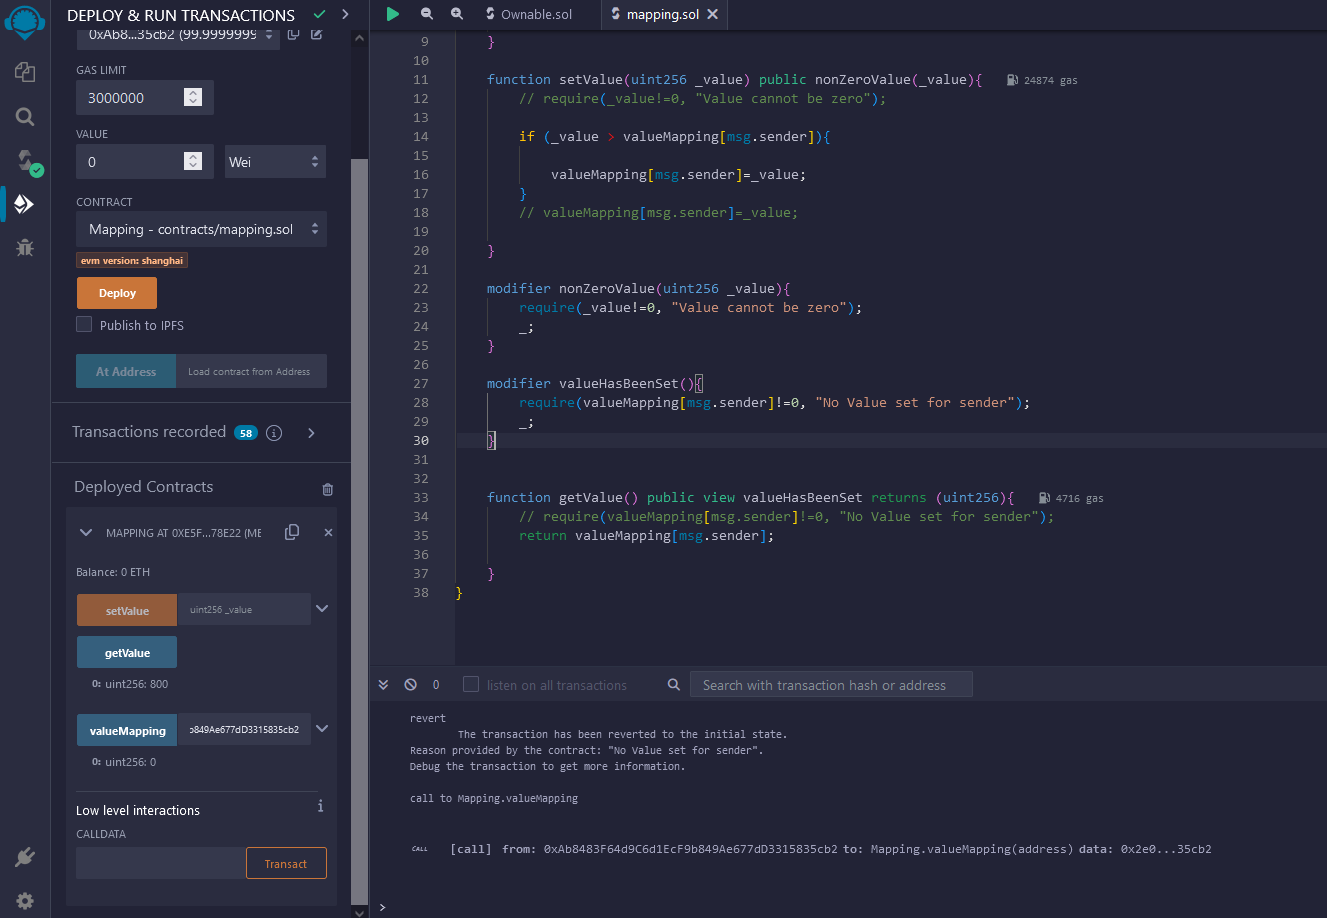 DEPLOY & RUN TRANSACTIONS
0xAb8...35cb2 (99.9999999
GAS LIMIT
3000000
VALUE
0
Wei
CONTRACT
Mapping - contracts/mapping.sol
evm version: shanghai
Deploy
Publish to IPFS
At Address
Load contract from Address
Transactions recorded 58 i
Deployed Contracts
MAPPING AT 0XE5F...78E22 (ME
Balance: 0 ETH
setValue
uint256 _value
getValue
0: uint256: 800
valueMapping
b849Ae677dD3315835cb2
0: uint256: 0
Low level interactions
i
CALLDATA
Transact
Ownable.sol
mapping.sol
9 }
10
11 function setValue(uint256 _value) public nonZeroValue(_value){ 24874 gas
12 // require(_value!=0, "Value cannot be zero");
13
14 if (_value > valueMapping[msg.sender]){
15
16 valueMapping[msg.sender]=_value;
17 }
18 // valueMapping[msg.sender]=_value;
19
20 }
21
22 modifier nonZeroValue(uint256 _value){
23 require(_value!=0, "Value cannot be zero");
24 _;
25 }
26
27 modifier valueHasBeenSet(){
28 require(valueMapping[msg.sender]!=0, "No Value set for sender");
29 _;
30 }
31
32
33 function getValue() public view valueHasBeenSet returns (uint256){ 4716 gas
34 // require(valueMapping[msg.sender]!=0, "No Value set for sender");
35 return valueMapping[msg.sender];
36
37 }
38 }
0
listen on all transactions
Search with transaction hash or address
revert
The transaction has been reverted to the initial state.
Reason provided by the contract: "No Value set for sender".
Debug the transaction to get more information.
call to Mapping.valueMapping
CALL [call] from: 0xAb8483F64d9C6d1EcF9b849Ae677dD3315835cb2 to: Mapping.valueMapping(address) data: 0x2e0...35cb2
>